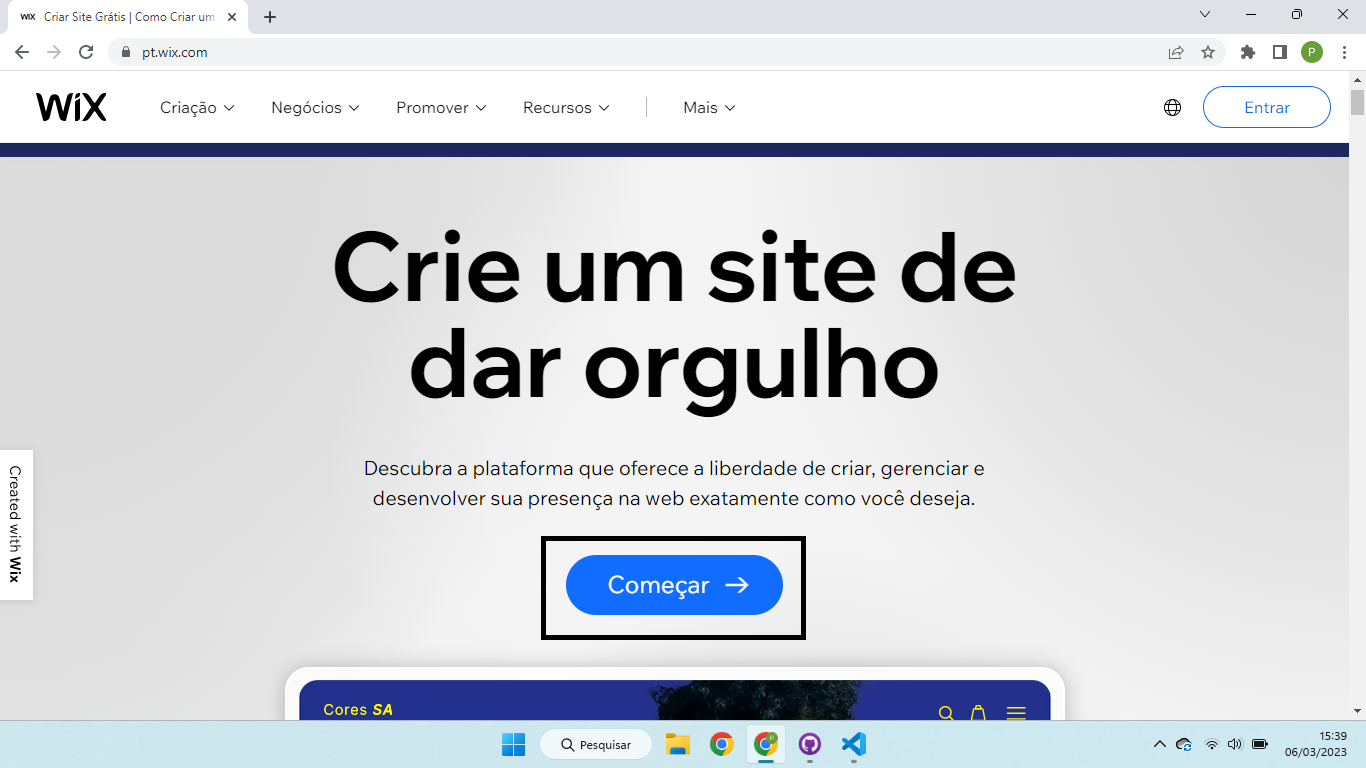 WiX Criar Site Grátis | Como Criar um
pt.wix.com
P
WiX Criação Negócios Promover Recursos Mais Entrar
Crie um site de
dar orgulho
Descubra a plataforma que oferece a liberdade de criar, gerenciar e
desenvolver sua presença na web exatamente como você deseja.
Created with Wix
Começar
Cores SA
Pesquisar
P
15:39
06/03/2023